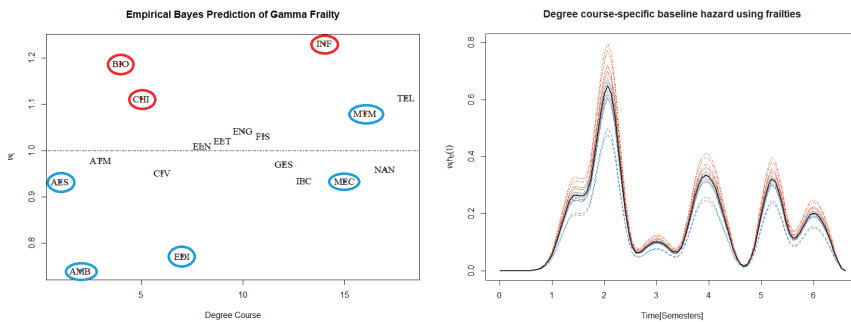 Empirical Bayes Prediction of Gamma Frailty
INF
BIO
1.2
CHI
TEL
1.1
MTM
ENG
FIS
ELT
ELN
1.0
ATM
GES
NAN
CIV
AES
IEC
MEC
0.9
EDI
0.8
AMB
5
10
15
Degree Course
Degree course-specific baseline hazard using frailties
0.8
0.6
0.4
0.2
0.0
0
1
2
3
4
5
6
Time[Semesters]